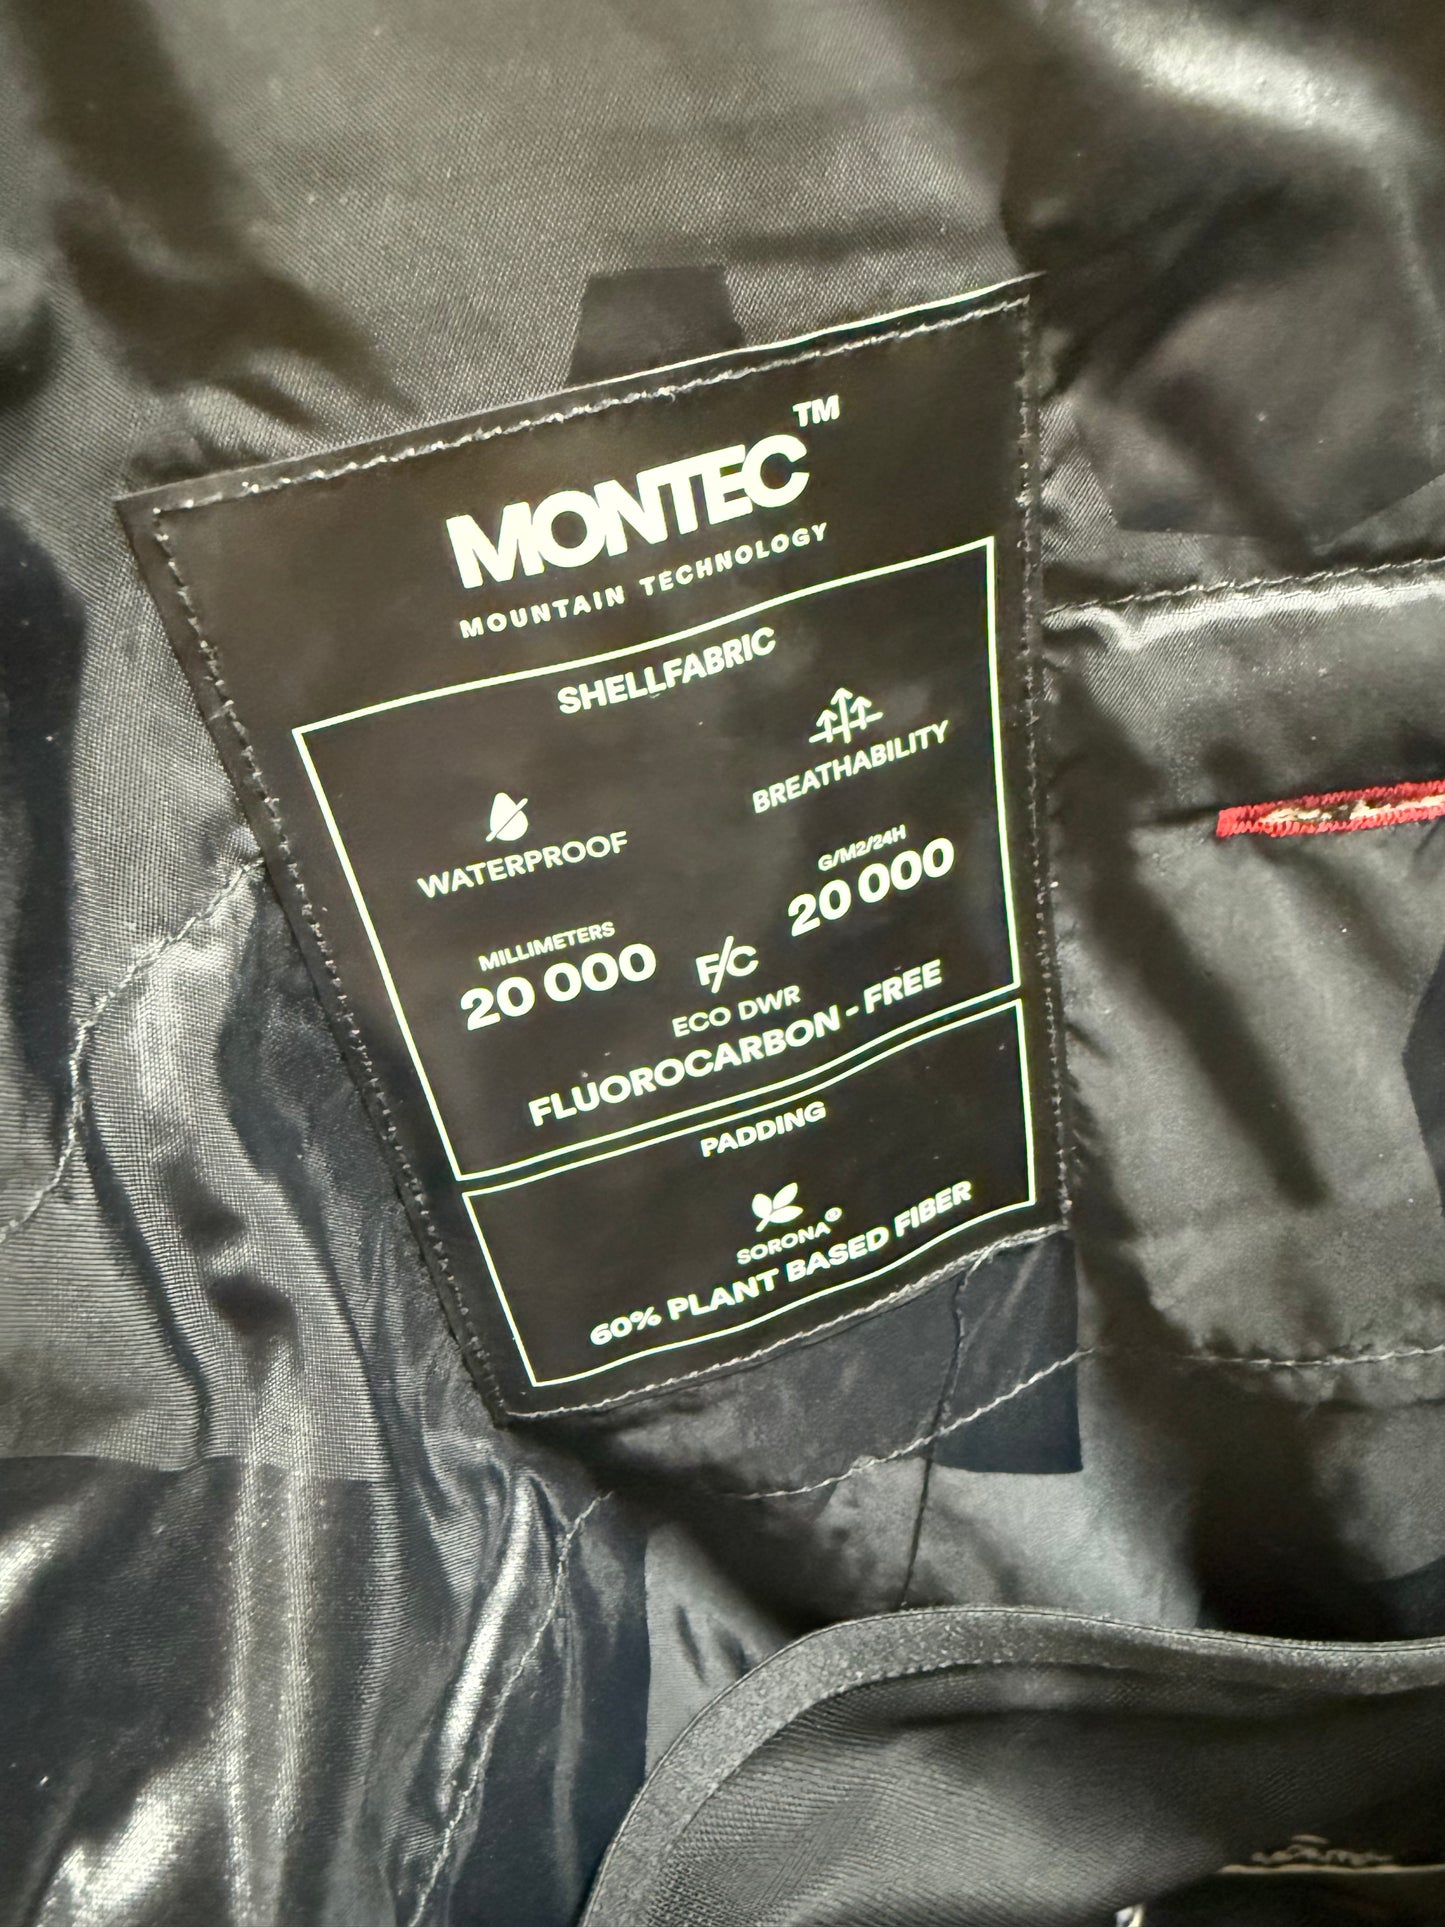 MONTEC™
MOUNTAIN TECHNOLOGY
SHELLFABRIC
WATERPROOF
MILLIMETERS
20 000
BREATHABILITY
G/M2/24H
20 000
F/C
ECO DWR
FLUOROCARBON - FREE
PADDING
SORONA®
60% PLANT BASED FIBER